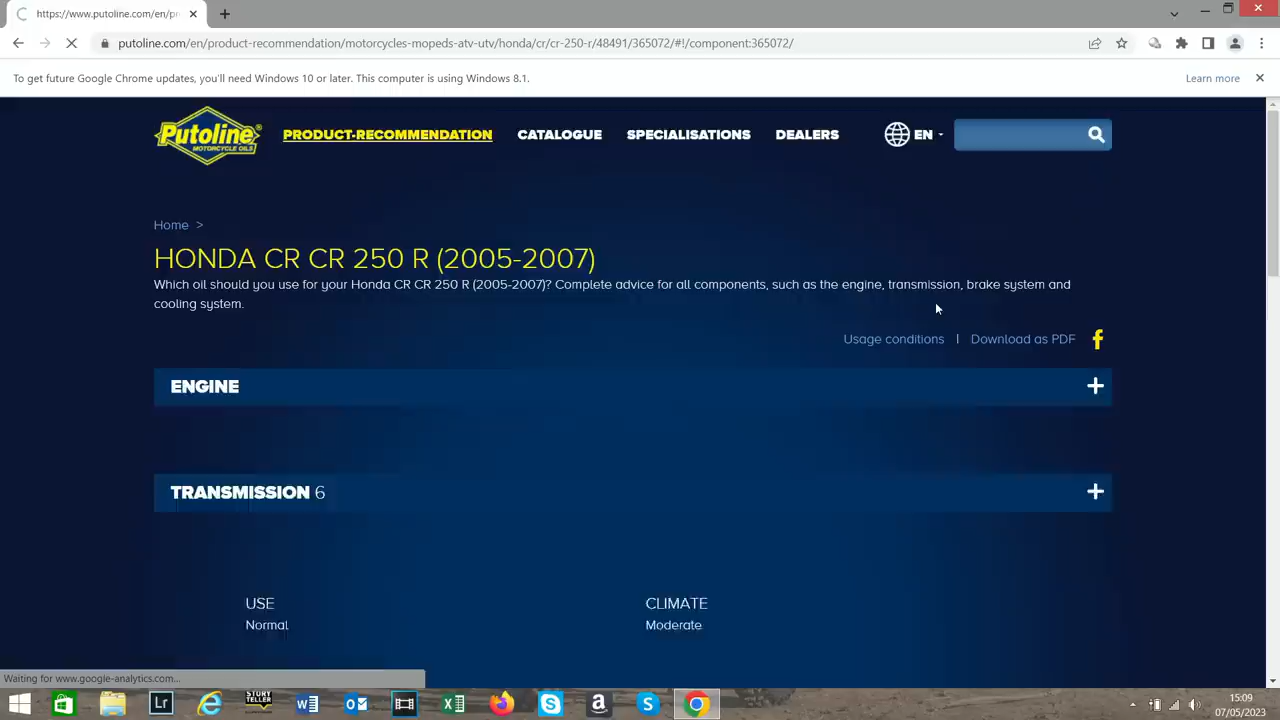 https://www.putoline.com/en/pr
putoline.com/en/product-recommendation/motorcycles-mopeds-atv-utv/honda/cr/cr-250-r/48491/365072/#!/component:365072/
To get future Google Chrome updates, you'll need Windows 10 or later. This computer is using Windows 8.1.
Learn more
Putoline
MOTORCYCLE OILS
PRODUCT-RECOMMENDATION
CATALOGUE
SPECIALISATIONS
DEALERS
EN
Home >
HONDA CR CR 250 R (2005-2007)
Which oil should you use for your Honda CR CR 250 R (2005-2007)? Complete advice for all components, such as the engine, transmission, brake system and
cooling system.
Usage conditions | Download as PDF
ENGINE
TRANSMISSION 6
USE
CLIMATE
Normal
Moderate
Waiting for www.google-analytics.com...
Lr
STORY
TELLER
15:09
07/05/2023